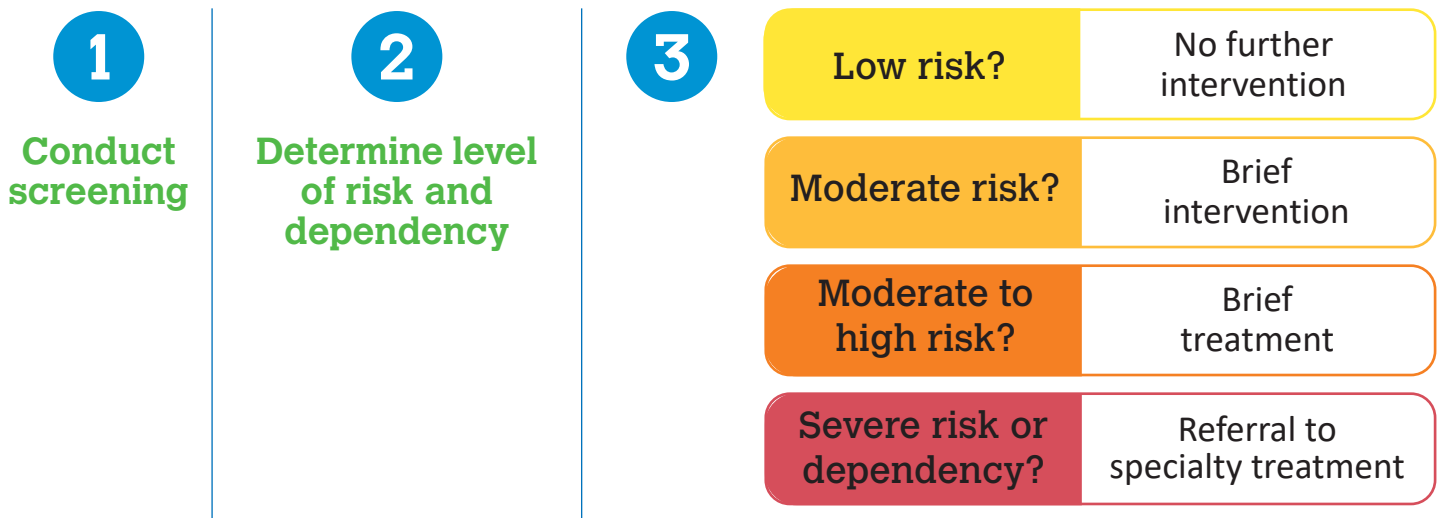 1
Conduct
screening
2
Determine level
of risk and
dependency
3
Low risk?
No further
intervention
Moderate risk?
Brief
intervention
Moderate to
high risk?
Brief
treatment
Severe risk or
dependency?
Referral to
specialty treatment